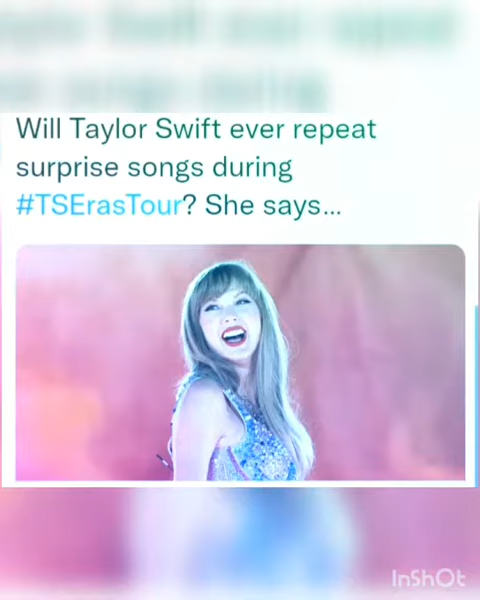 Will Taylor Swift ever repeat
surprise songs during
#TSErasTour? She says...
InShOt